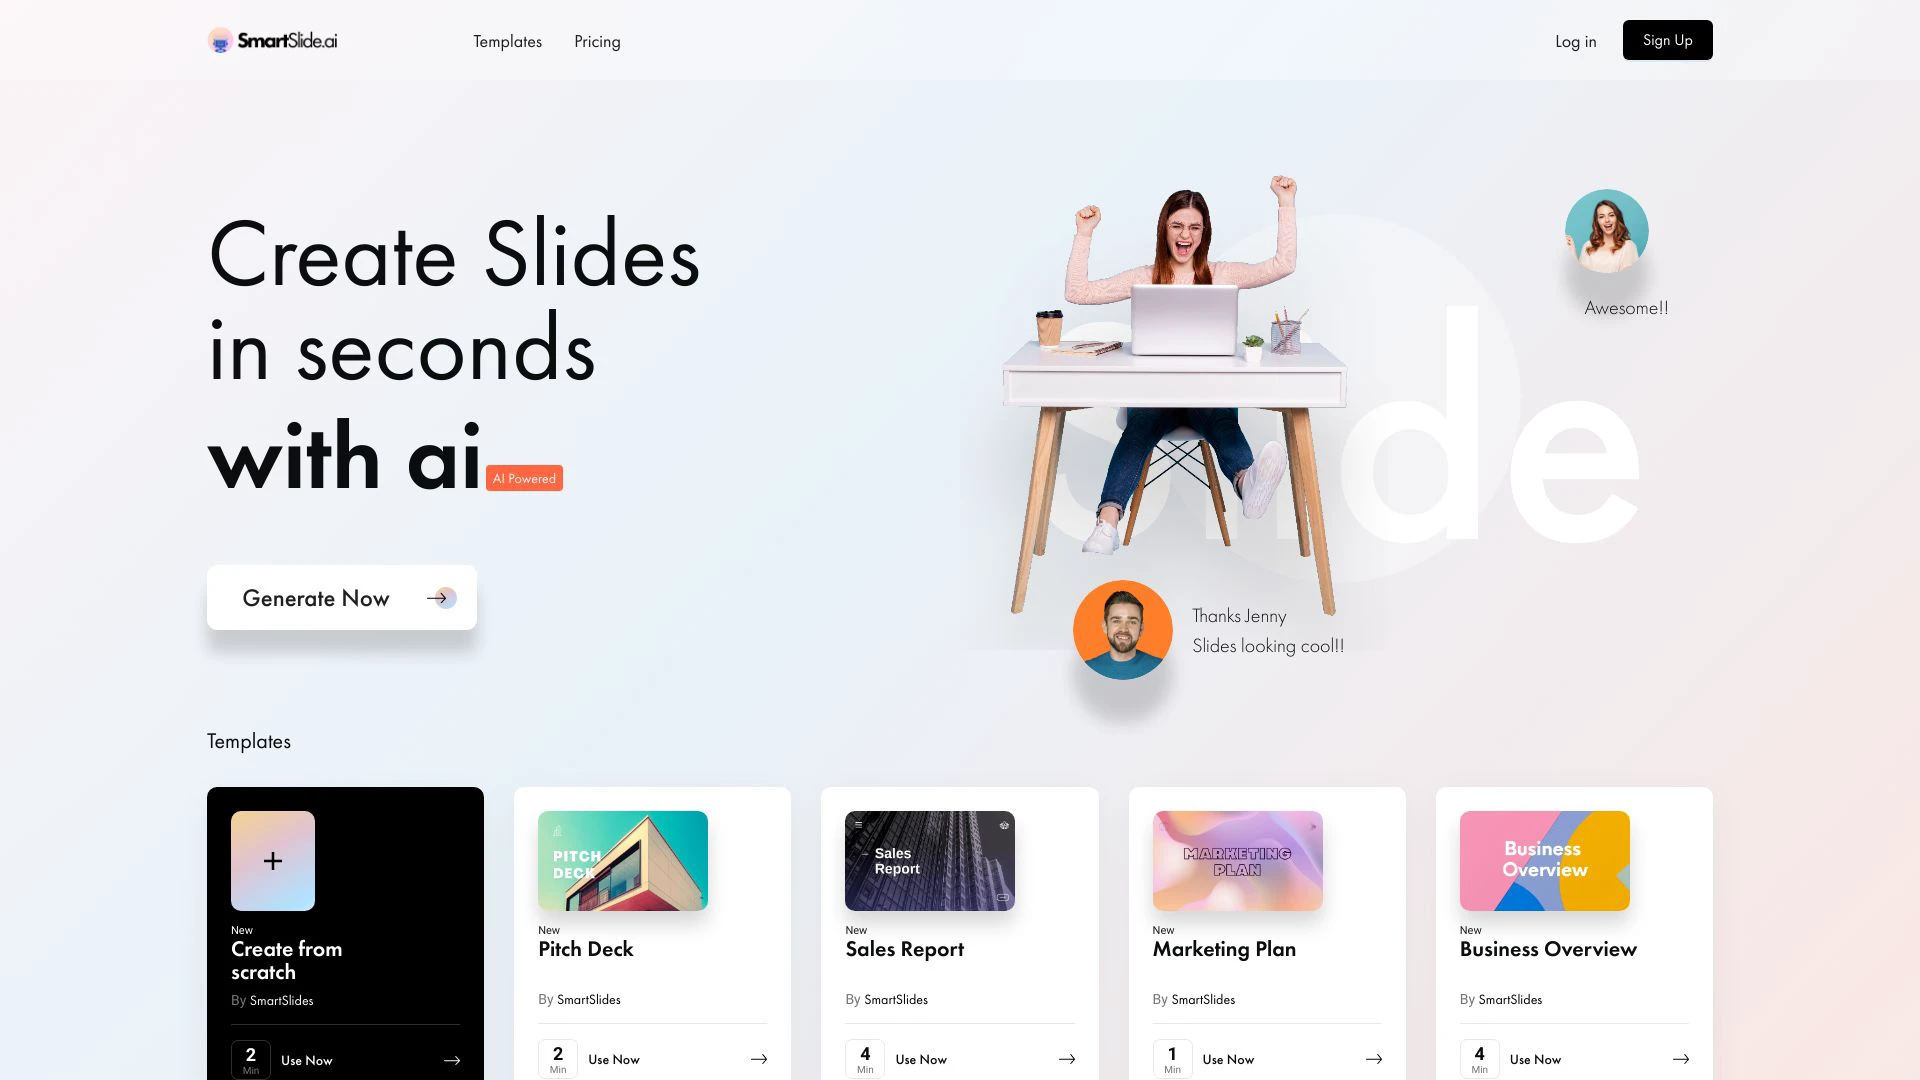 SmartSlide.ai
Templates
Pricing
Log in
Sign Up
Create Slides
in seconds
with ai
AI Powered
Generate Now
slide
Awesome!!
Thanks Jenny
Slides looking cool!!
Templates
New
Create from
scratch
By SmartSlides
2
Min
Use Now
PITCH
DECK
New
Pitch Deck
By SmartSlides
2
Min
Use Now
Sales
Report
New
Sales Report
By SmartSlides
4
Min
Use Now
MARKETING
PLAN
New
Marketing Plan
By SmartSlides
1
Min
Use Now
Business
Overview
New
Business Overview
By SmartSlides
4
Min
Use Now